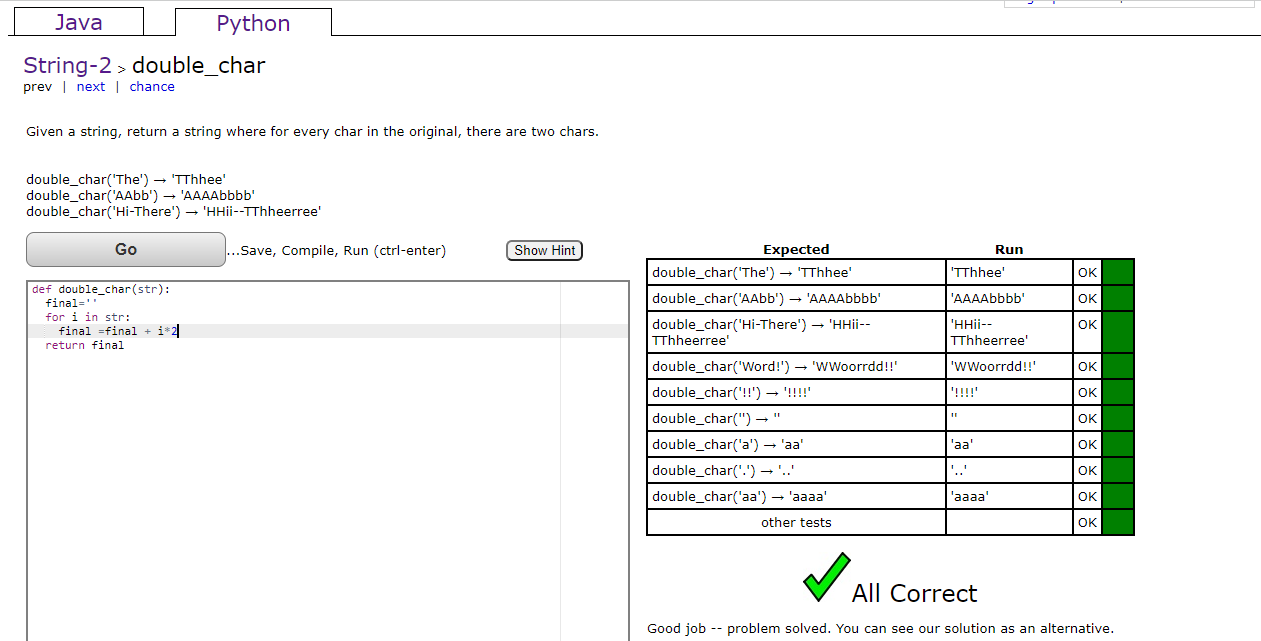 Java Python
String-2 > double_char
prev | next | chance
Given a string, return a string where for every char in the original, there are two chars.
double_char('The') → 'TThhee'
double_char('AAbb') → 'AAAAbbbb'
double_char('Hi-There') → 'HHii--TThheerree'
Go ...Save, Compile, Run (ctrl-enter) Show Hint
def double_char(str):
  final=''
  for i in str:
    final =final + i*2
  return final
Expected Run
double_char('The') → 'TThhee' 'TThhee' OK
double_char('AAbb') → 'AAAAbbbb' 'AAAAbbbb' OK
double_char('Hi-There') → 'HHii-- 'HHii-- OK
TThheerree' TThheerree'
double_char('Word!') → 'WWoorrdd!!' 'WWoorrdd!!' OK
double_char('!!') → '!!!!' '!!!!' OK
double_char('') → '' '' OK
double_char('a') → 'aa' 'aa' OK
double_char('.') → '..' '..' OK
double_char('aa') → 'aaaa' 'aaaa' OK
other tests OK
All Correct
Good job -- problem solved. You can see our solution as an alternative.